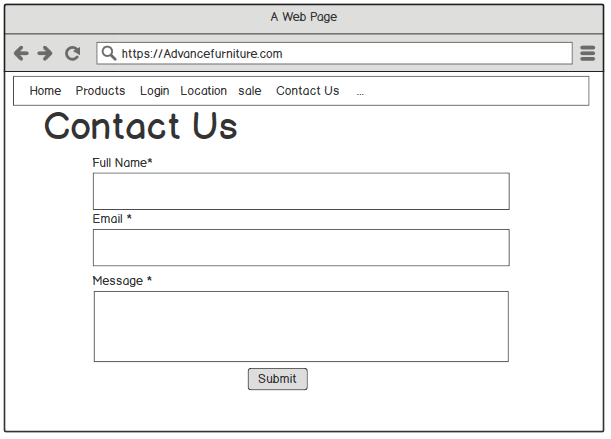 A Web Page
https://Advancefurniture.com
Home Products Login Location sale Contact Us ...
Contact Us
Full Name*
Email *
Message *
Submit